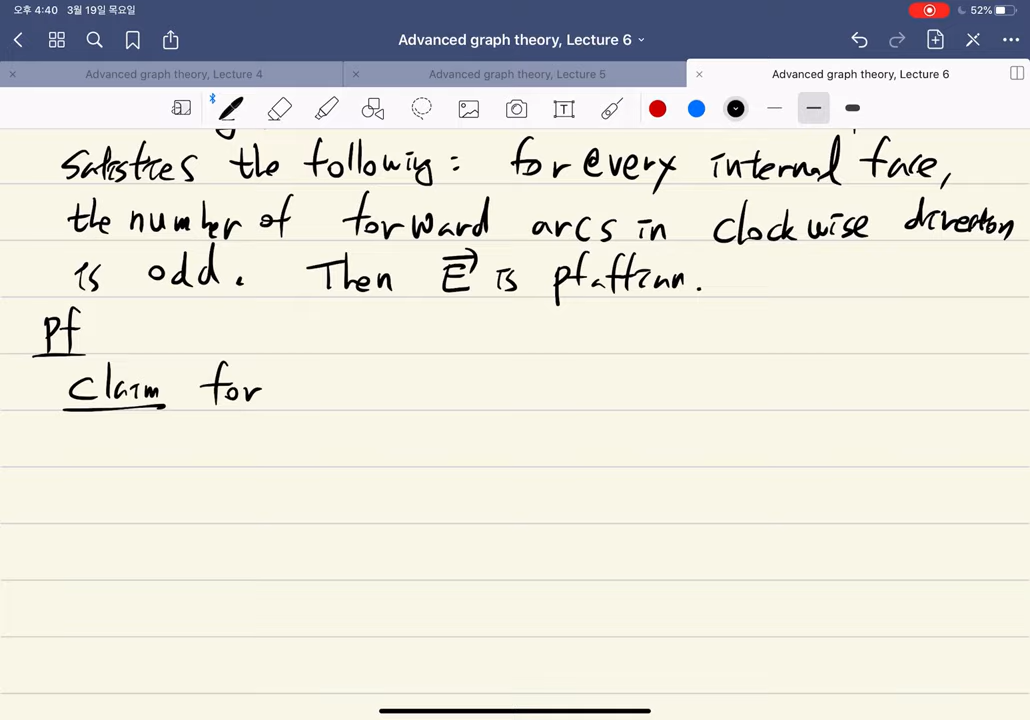 오후 4:40 3월 19일 목요일
52%
Advanced graph theory, Lecture 6
Advanced graph theory, Lecture 4
Advanced graph theory, Lecture 5
Advanced graph theory, Lecture 6
satisfies the following: for every internal face,
the number of forward arcs in clockwise direction
is odd. Then E⃗ is pfaffian.
Pf
Claim for